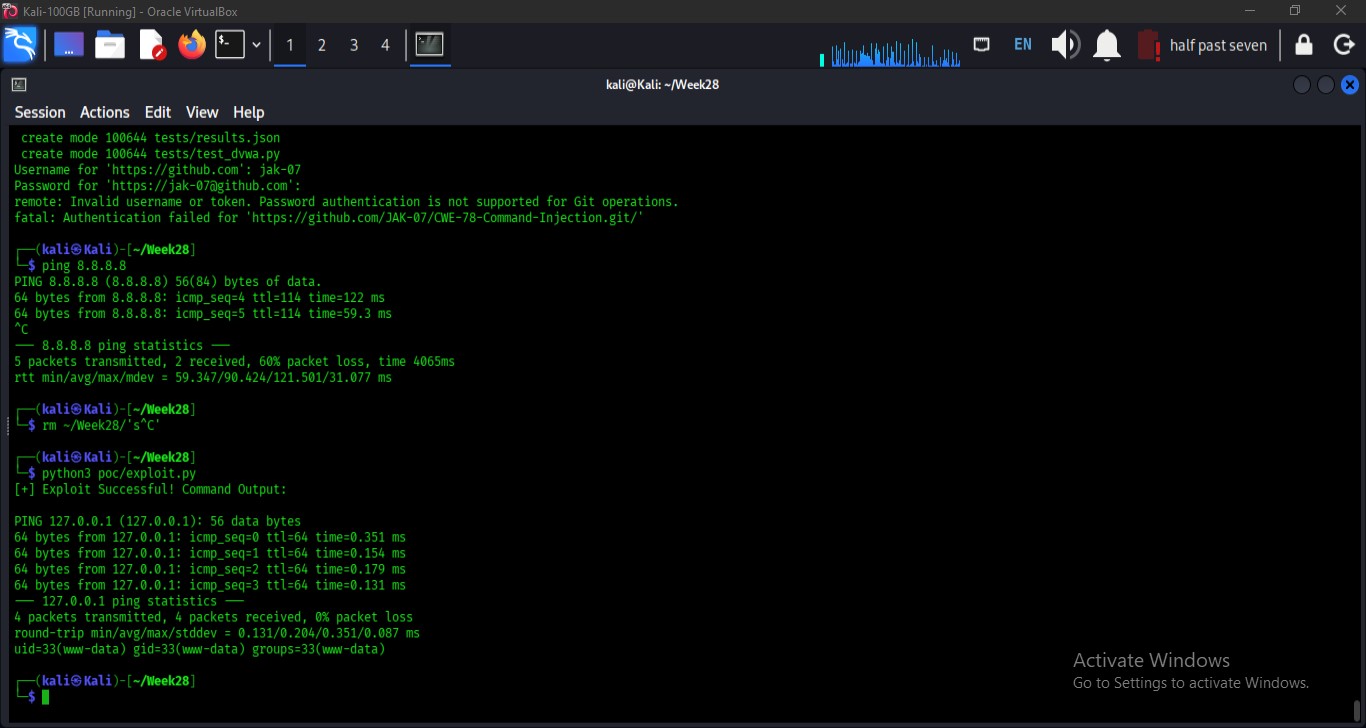 Kali-100GB [Running] - Oracle VirtualBox
1 2 3 4
EN
half past seven
kali@Kali: ~/Week28
Session Actions Edit View Help
create mode 100644 tests/results.json
create mode 100644 tests/test_dvwa.py
Username for 'https://github.com': jak-07
Password for 'https://jak-07@github.com':
remote: Invalid username or token. Password authentication is not supported for Git operations.
fatal: Authentication failed for 'https://github.com/JAK-07/CWE-78-Command-Injection.git/'
┌──(kali㉿Kali)-[~/Week28]
└─$ ping 8.8.8.8
PING 8.8.8.8 (8.8.8.8) 56(84) bytes of data.
64 bytes from 8.8.8.8: icmp_seq=4 ttl=114 time=122 ms
64 bytes from 8.8.8.8: icmp_seq=5 ttl=114 time=59.3 ms
^C
--- 8.8.8.8 ping statistics ---
5 packets transmitted, 2 received, 60% packet loss, time 4065ms
rtt min/avg/max/mdev = 59.347/90.424/121.501/31.077 ms
┌──(kali㉿Kali)-[~/Week28]
└─$ rm ~/Week28/'s^C'
┌──(kali㉿Kali)-[~/Week28]
└─$ python3 poc/exploit.py
[+] Exploit Successful! Command Output:
PING 127.0.0.1 (127.0.0.1): 56 data bytes
64 bytes from 127.0.0.1: icmp_seq=0 ttl=64 time=0.351 ms
64 bytes from 127.0.0.1: icmp_seq=1 ttl=64 time=0.154 ms
64 bytes from 127.0.0.1: icmp_seq=2 ttl=64 time=0.179 ms
64 bytes from 127.0.0.1: icmp_seq=3 ttl=64 time=0.131 ms
--- 127.0.0.1 ping statistics ---
4 packets transmitted, 4 packets received, 0% packet loss
round-trip min/avg/max/stddev = 0.131/0.204/0.351/0.087 ms
uid=33(www-data) gid=33(www-data) groups=33(www-data)
┌──(kali㉿Kali)-[~/Week28]
└─$
Activate Windows
Go to Settings to activate Windows.